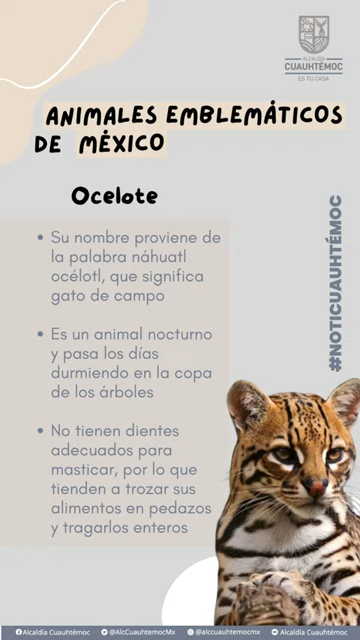 ALCALDÍA
CUAUHTÉMOC
ES TU CASA
ANIMALES EMBLEMÁTICOS
DE MÉXICO
Ocelote
• Su nombre proviene de
la palabra náhuatl
océlotl, que significa
gato de campo
• Es un animal nocturno
y pasa los días
durmiendo en la copa
de los árboles
• No tienen dientes
adecuados para
masticar, por lo que
tienden a trozar sus
alimentos en pedazos
y tragarlos enteros
#NOTICUAUHTÉMOC
Alcaldía Cuauhtémoc @AlcCuauhtemocMx @alccuauhtemocmx Alcaldía Cuauhtémoc